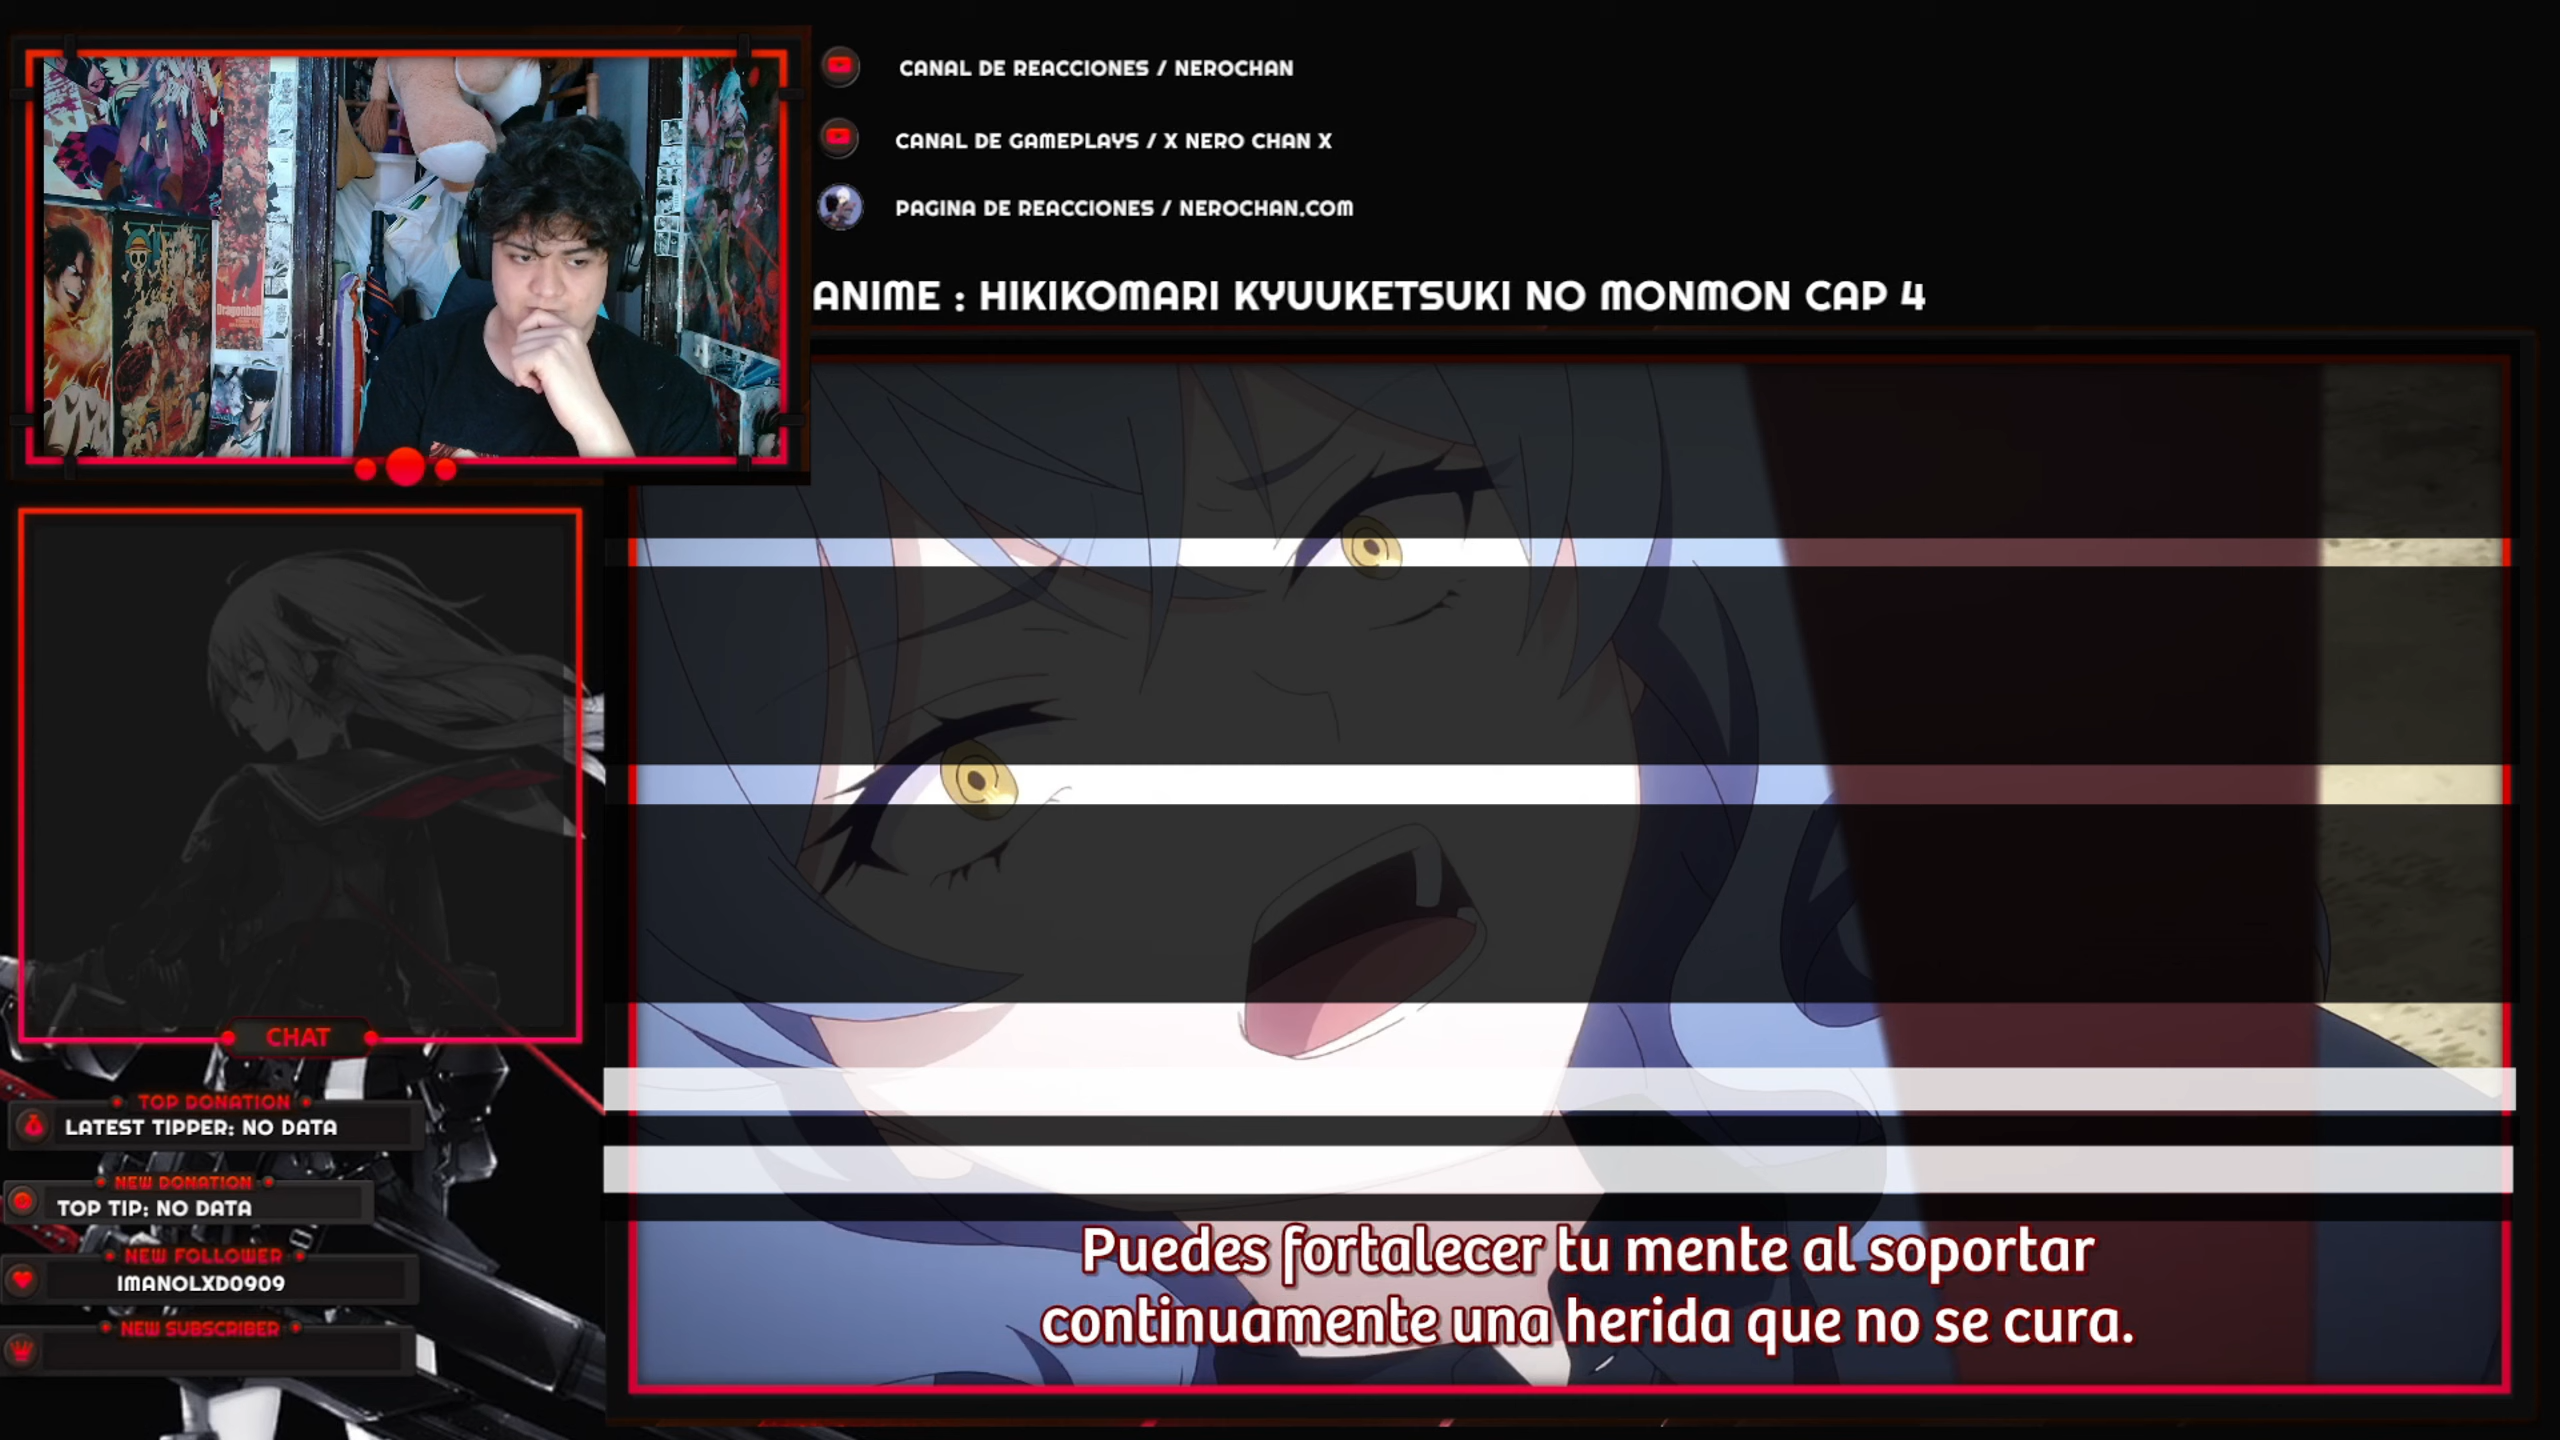 CANAL DE REACCIONES / NEROCHAN
CANAL DE GAMEPLAYS / X NERO CHAN X
PAGINA DE REACCIONES / NEROCHAN.COM
ANIME : HIKIKOMARI KYUUKETSUKI NO MONMON CAP 4
Dragonball
CHAT
TOP DONATION
LATEST TIPPER: NO DATA
NEW DONATION
TOP TIP: NO DATA
NEW FOLLOWER
IMANOLXD0909
NEW SUBSCRIBER
Puedes fortalecer tu mente al soportar
continuamente una herida que no se cura.